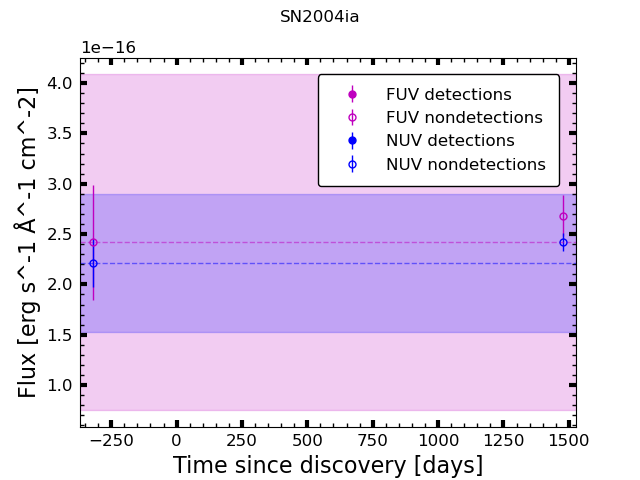 SN2004ia
1e−16
4.0
3.5
3.0
2.5
2.0
1.5
1.0
Flux [erg s^-1 Å^-1 cm^-2]
FUV detections
FUV nondetections
NUV detections
NUV nondetections
−250 0 250 500 750 1000 1250 1500
Time since discovery [days]